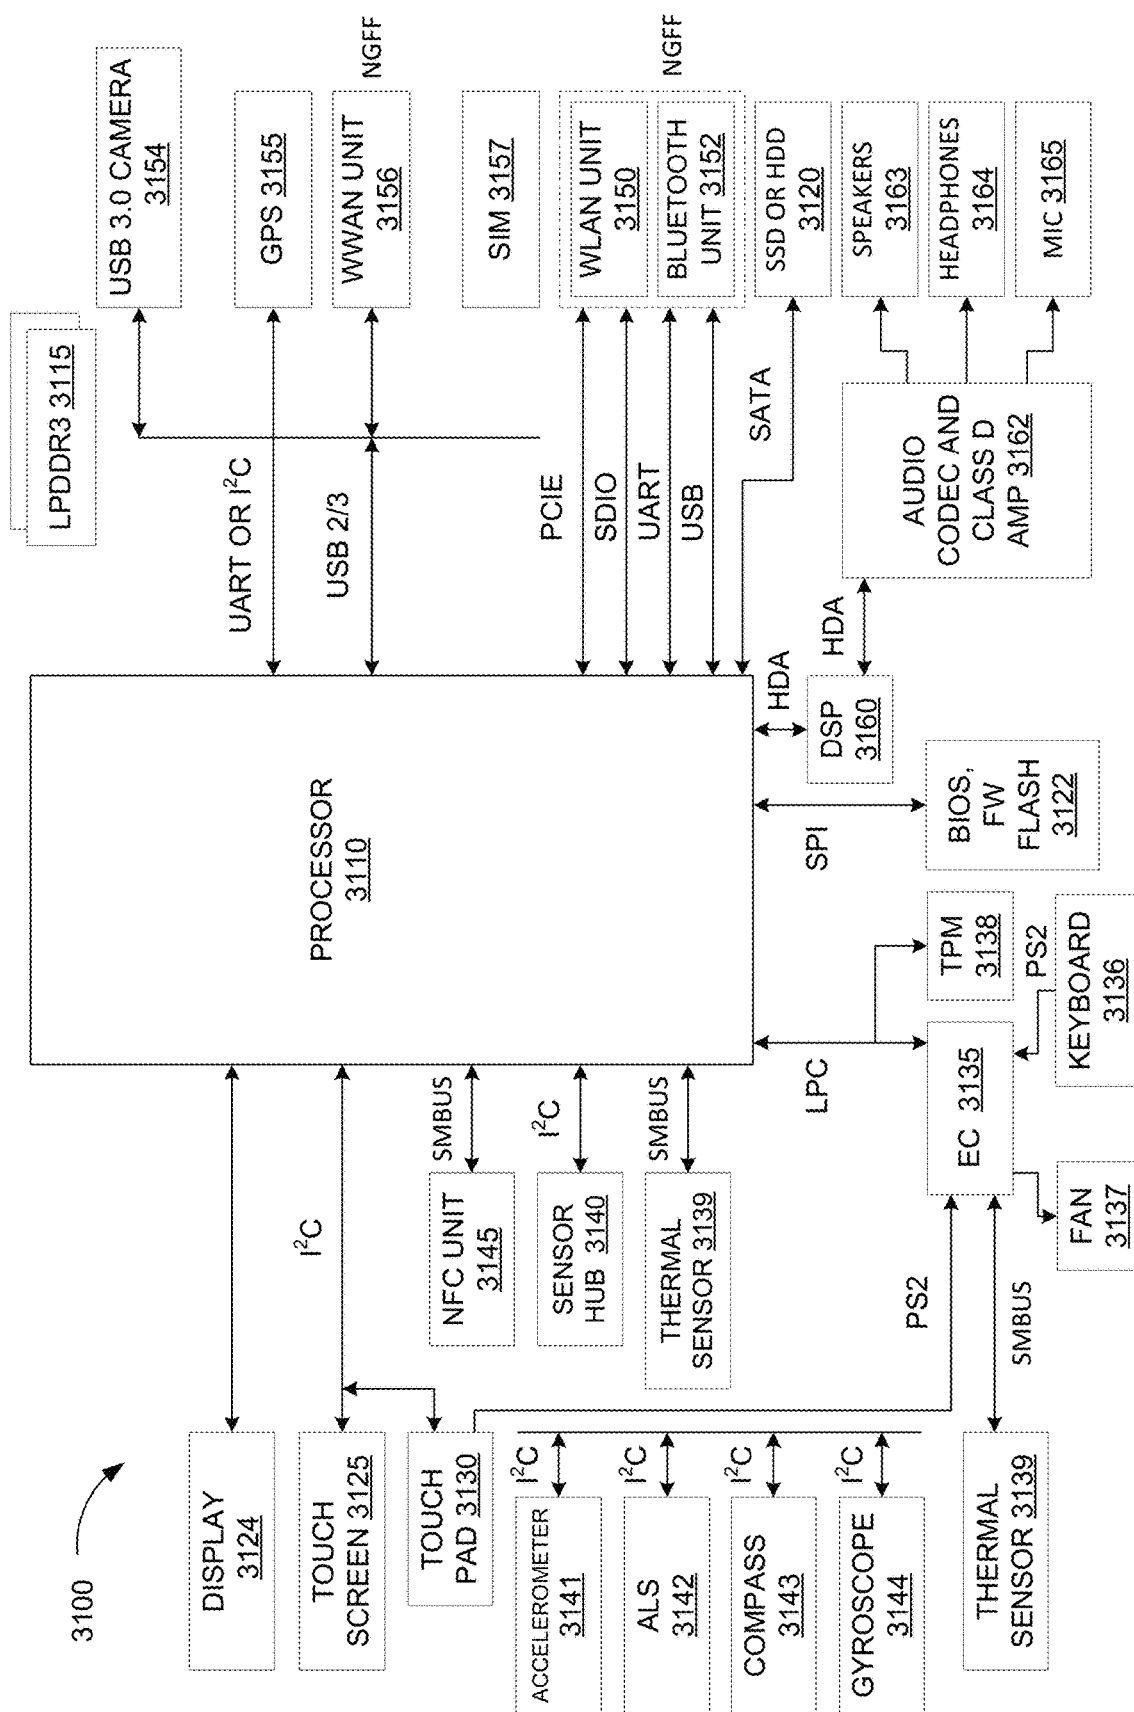 3100
DISPLAY
3124
TOUCH
SCREEN 3125
TOUCH
PAD 3130
ACCELEROMETER
3141
ALS
3142
COMPASS
3143
GYROSCOPE
3144
THERMAL
SENSOR 3139
I²C
I²C
I²C
I²C
I²C
SMBUS
PS2
NFC UNIT
3145
SENSOR
HUB 3140
THERMAL
SENSOR 3139
SMBUS
I²C
SMBUS
FAN
3137
EC 3135
KEYBOARD
3136
PS2
TPM
3138
LPC
PROCESSOR
3110
SPI
BIOS,
FW
FLASH
3122
DSP
3160
HDA
HDA
LPDDR3 3115
UART OR I²C
USB 2/3
PCIE
SDIO
UART
USB
SATA
AUDIO
CODEC AND
CLASS D
AMP 3162
USB 3.0 CAMERA
3154
GPS 3155
WWAN UNIT
3156
NGFF
SIM 3157
WLAN UNIT
3150
BLUETOOTH
UNIT 3152
NGFF
SSD OR HDD
3120
SPEAKERS
3163
HEADPHONES
3164
MIC 3165